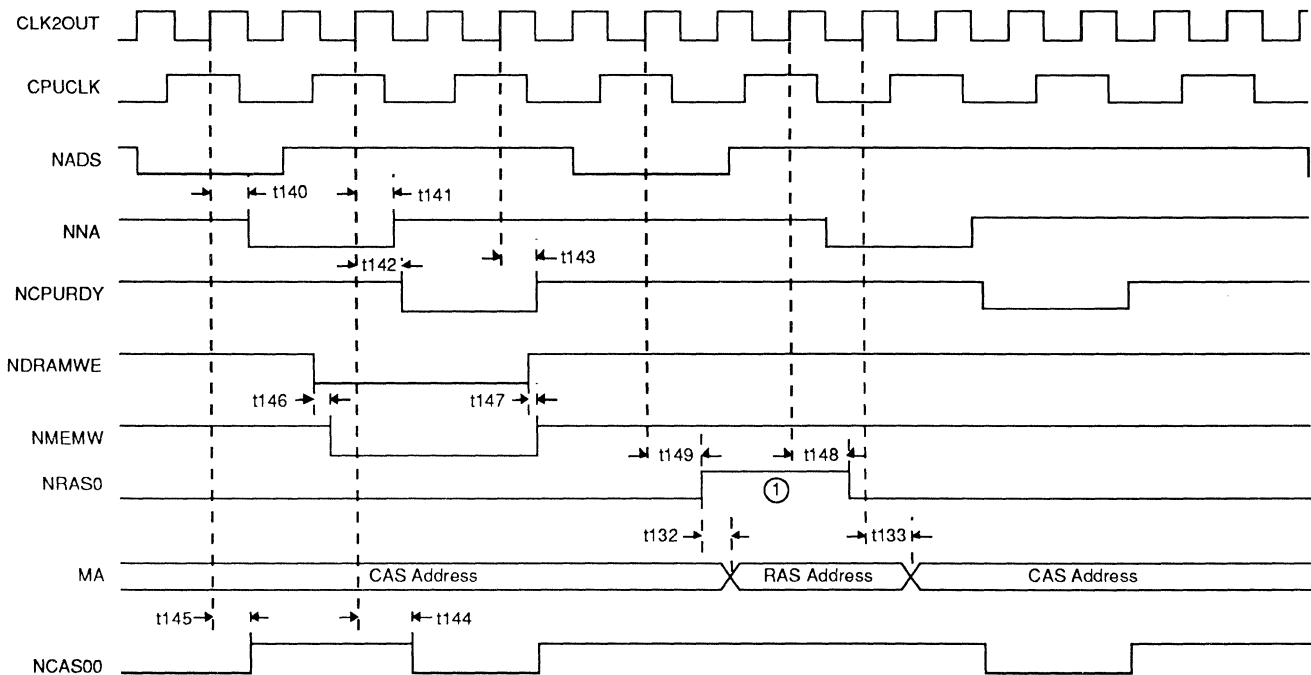 CLK2OUT
CPUCLK
NADS
t140
t141
NNA
t142
t143
NCPURDY
NDRAMWE
t146
t147
NMEMW
t149
t148
NRAS0
1
t132
t133
MA
CAS Address
RAS Address
CAS Address
t145
t144
NCAS00